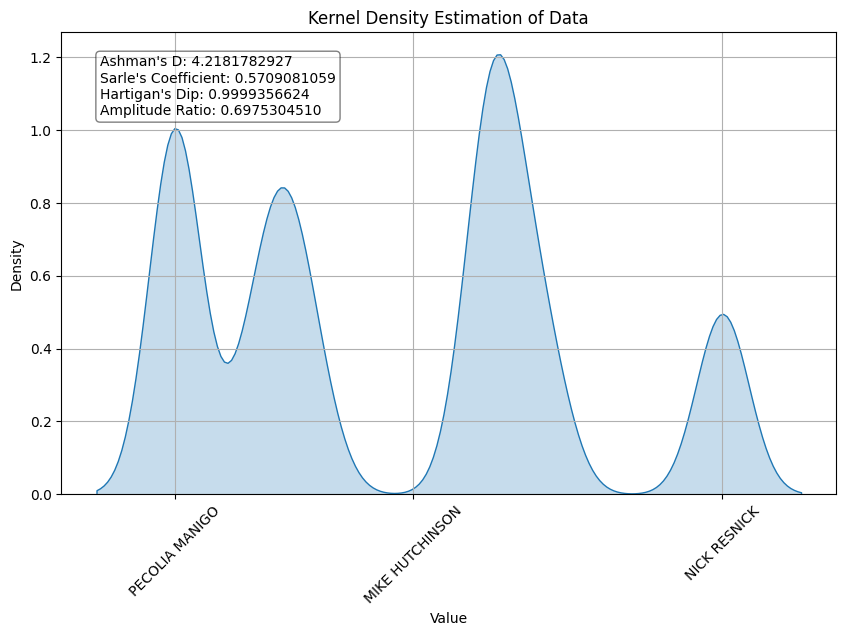 Kernel Density Estimation of Data
Ashman's D: 4.2181782927
Sarle's Coefficient: 0.5709081059
Hartigan's Dip: 0.9999356624
Amplitude Ratio: 0.6975304510
1.2
1.0
0.8
0.6
0.4
0.2
0.0
Density
PECOLIA MANIGO
MIKE HUTCHINSON
NICK RESNICK
Value